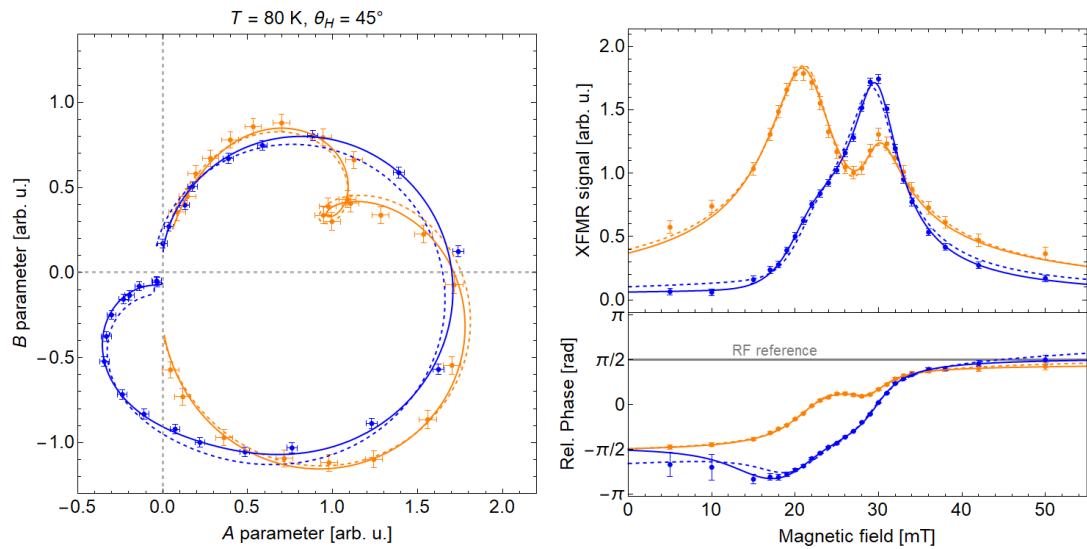 T = 80 K, θH = 45°
B parameter [arb. u.]
1.0
0.5
0.0
−0.5
−1.0
−0.5
0.0
0.5
1.0
1.5
2.0
A parameter [arb. u.]
XFMR signal [arb. u.]
2.0
1.5
1.0
0.5
0.0
Rel. Phase [rad]
π
π/2
0
−π/2
−π
RF reference
0
10
20
30
40
50
Magnetic field [mT]